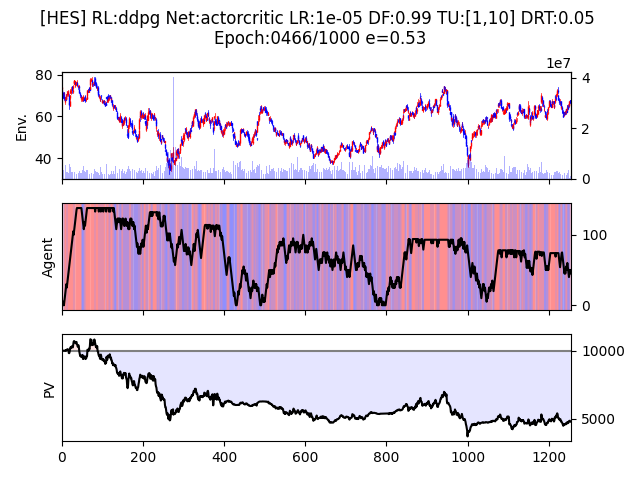 [HES] RL:ddpg Net:actorcritic LR:1e-05 DF:0.99 TU:[1,10] DRT:0.05
Epoch:0466/1000 e=0.53
1e7
80
60
40
Env.
4
2
0
Agent
100
0
PV
10000
5000
0 200 400 600 800 1000 1200